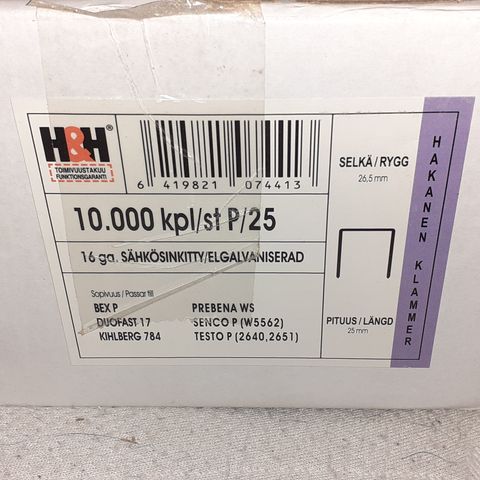 H&H®
TOIMIVUUSTAKUU
FUNKTIONSGARANTI
6 419821 074413
10.000 kpl/st P/25
16 ga. SÄHKÖSINKITTY/ELGALVANISERAD
Sopivuus / Passar till
BEX P
DUOFAST 17
KIHLBERG 784
PREBENA WS
SENCO P (W5562)
TESTO P (2640,2651)
SELKÄ / RYGG
26,5 mm
PITUUS / LÄNGD
25 mm
HAKANEN KLAMMER